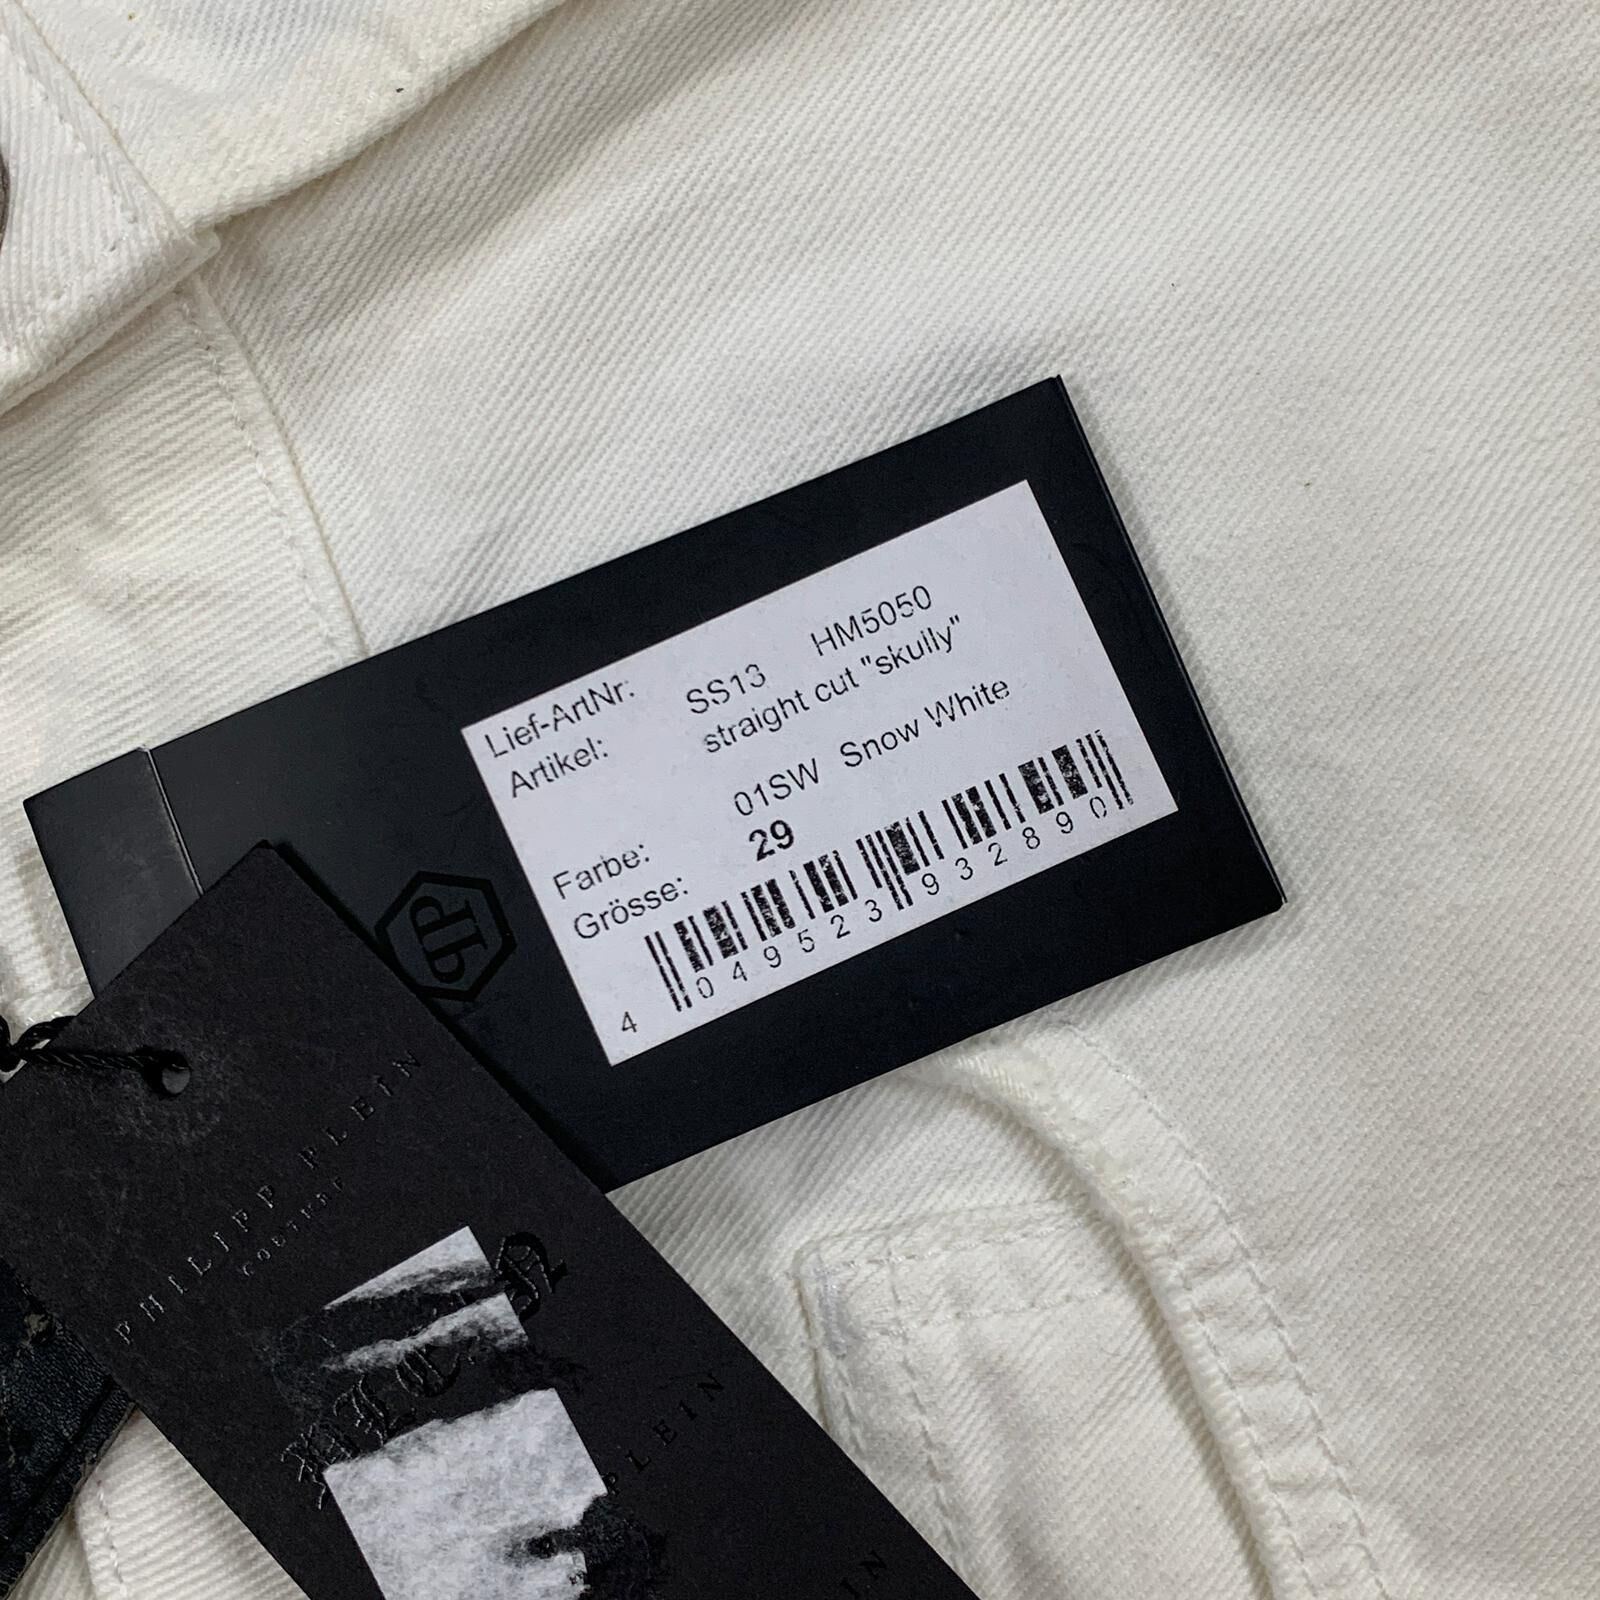 Lief-ArtNr: SS13 HM5050
Artikel: straight cut "skully"
Farbe: 01SW Snow White
Grösse: 29
4 049523 932890
PHILIPP PLEIN
COUTURE
PLEIN